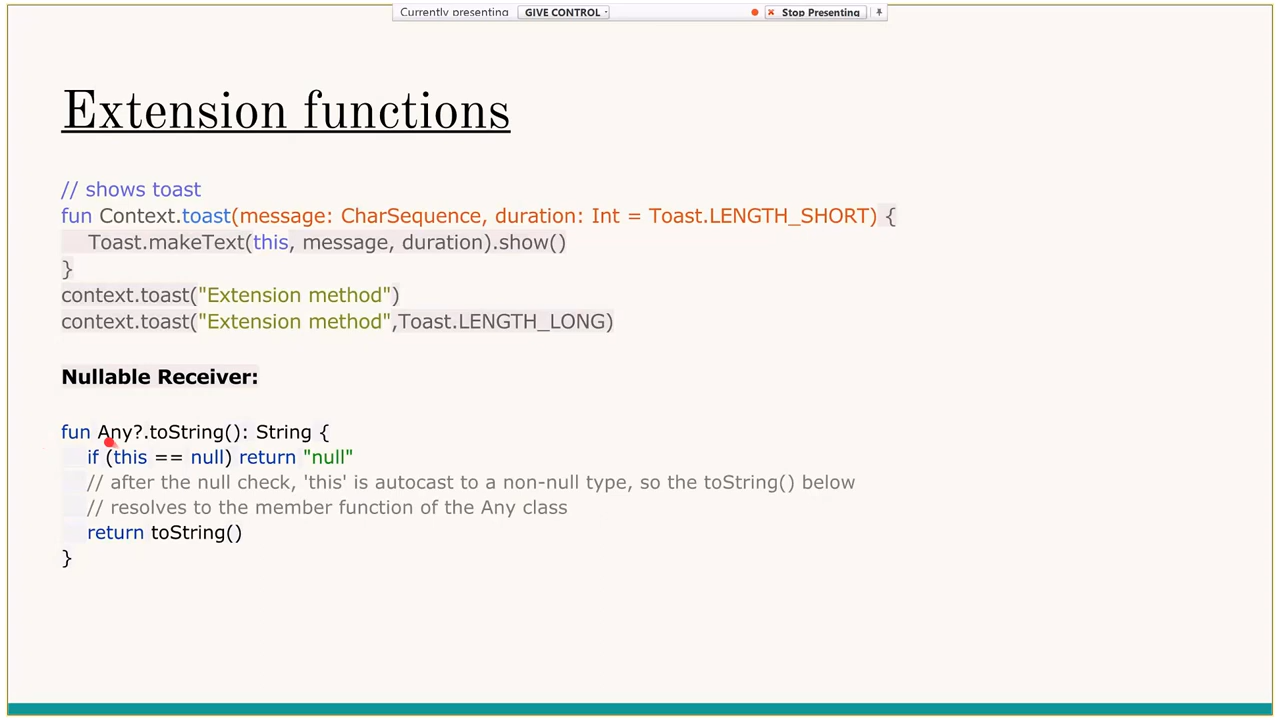 Currently presenting GIVE CONTROL Stop Presenting
Extension functions
// shows toast
fun Context.toast(message: CharSequence, duration: Int = Toast.LENGTH_SHORT) {
Toast.makeText(this, message, duration).show()
}
context.toast("Extension method")
context.toast("Extension method",Toast.LENGTH_LONG)
Nullable Receiver:
fun Any?.toString(): String {
if (this == null) return "null"
// after the null check, 'this' is autocast to a non-null type, so the toString() below
// resolves to the member function of the Any class
return toString()
}